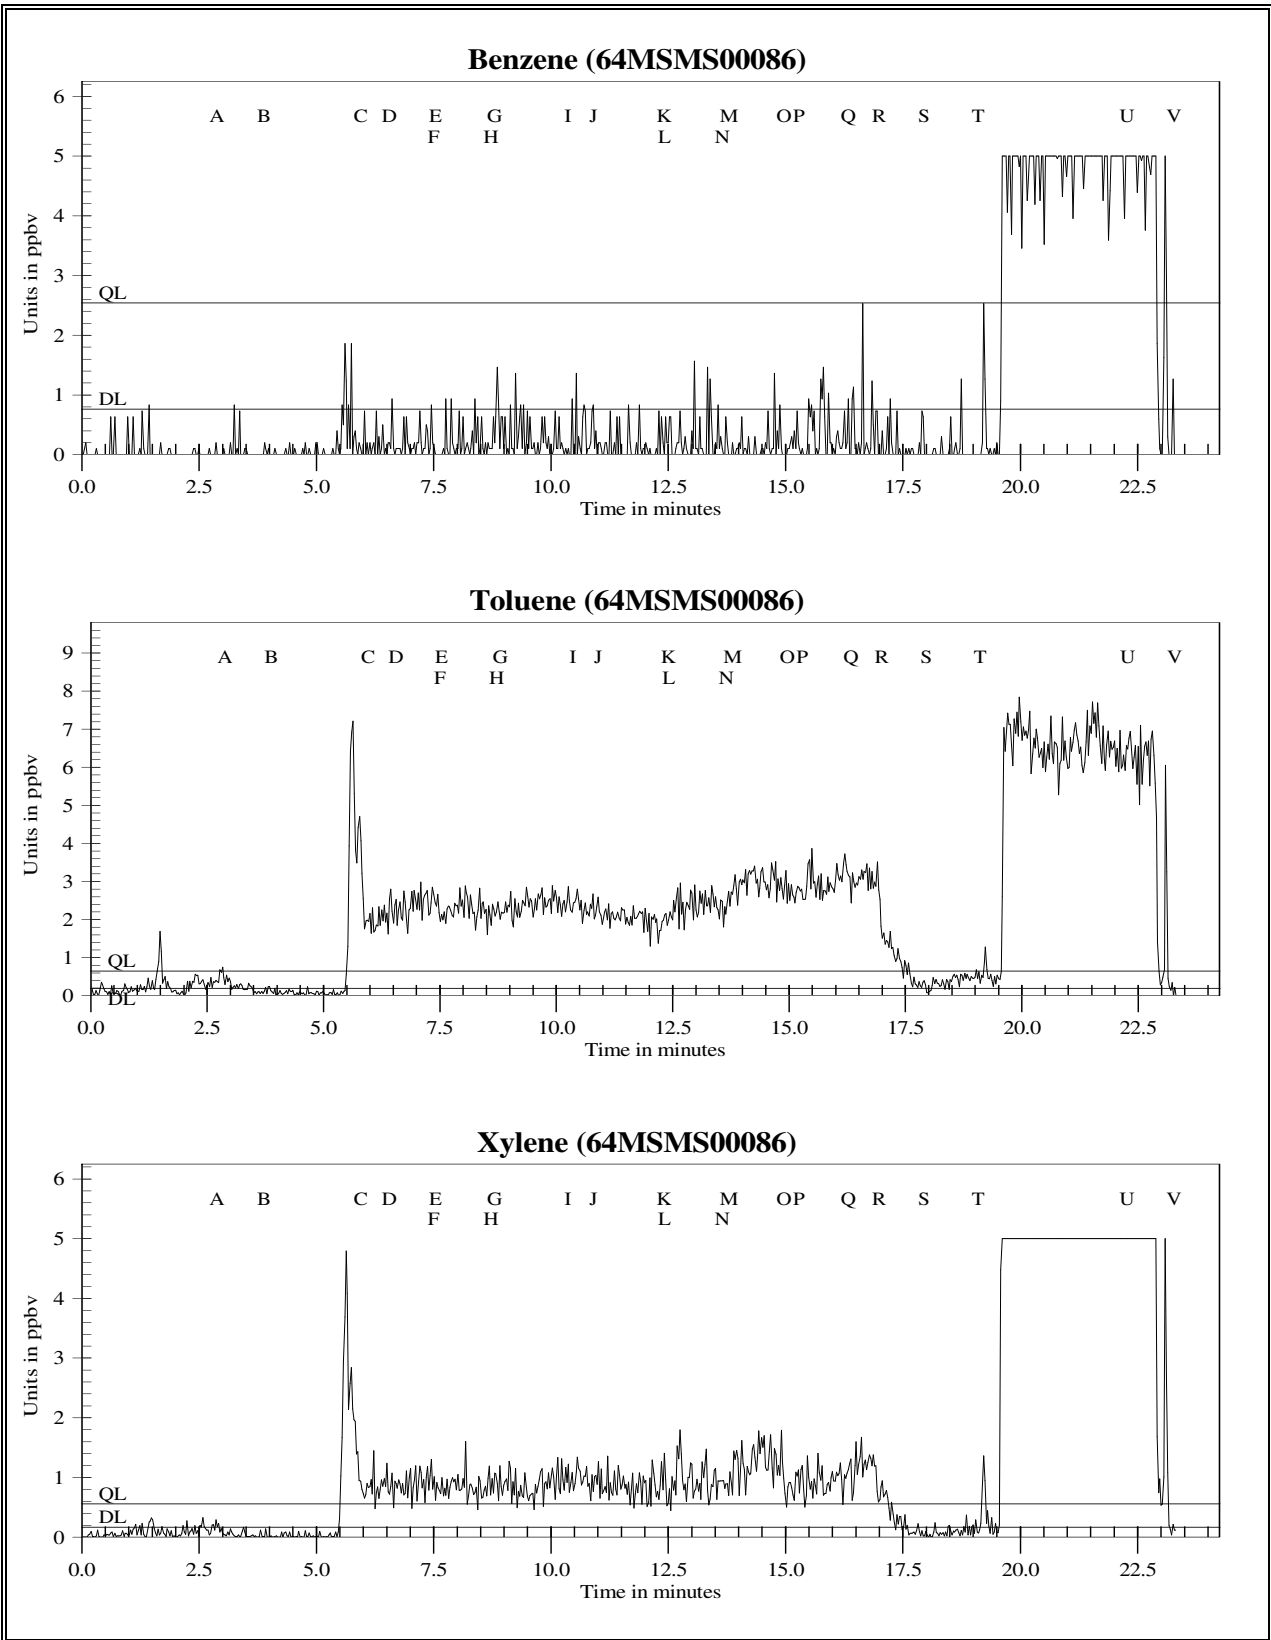 Benzene (64MSMS00086)
6
A B C D E G I J K M OP Q R S T U V
F H L N
5
4
3
QL
2
1
DL
0
Units in ppbv
0.0 2.5 5.0 7.5 10.0 12.5 15.0 17.5 20.0 22.5
Time in minutes
Toluene (64MSMS00086)
9
A B C D E G I J K M OP Q R S T U V
F H L N
8
7
6
5
4
3
2
1
QL
0
DL
Units in ppbv
0.0 2.5 5.0 7.5 10.0 12.5 15.0 17.5 20.0 22.5
Time in minutes
Xylene (64MSMS00086)
6
A B C D E G I J K M OP Q R S T U V
F H L N
5
4
3
2
1
QL
DL
0
Units in ppbv
0.0 2.5 5.0 7.5 10.0 12.5 15.0 17.5 20.0 22.5
Time in minutes